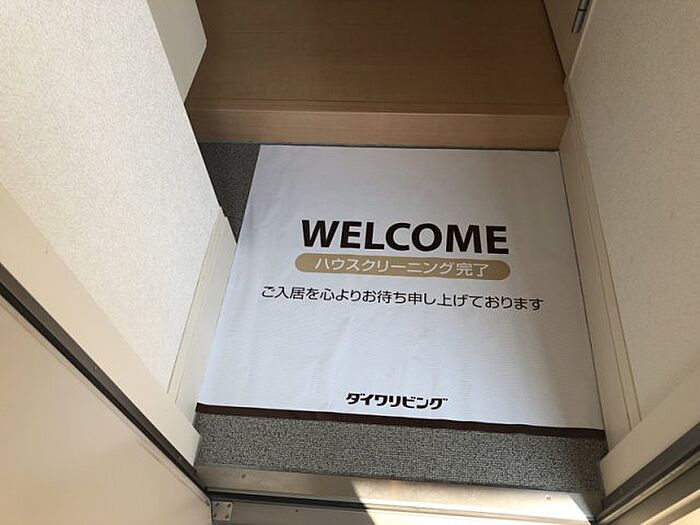 WELCOME
ハウスクリーニング完了
ご入居を心よりお待ち申し上げております
ダイワリビング